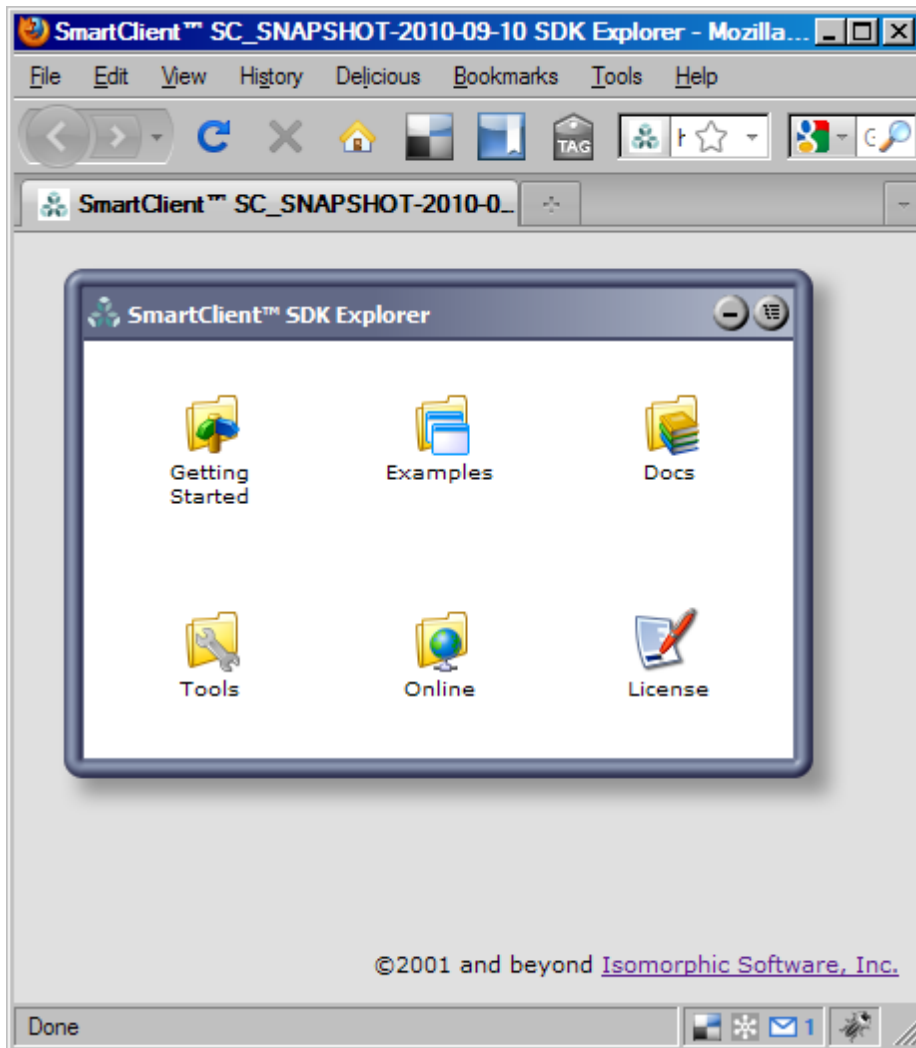 SmartClient™ SC_SNAPSHOT-2010-09-10 SDK Explorer - Mozilla...
File Edit View History Delicious Bookmarks Tools Help
TAG
SmartClient™ SC_SNAPSHOT-2010-0...
SmartClient™ SDK Explorer
Getting
Started
Examples
Docs
Tools
Online
License
©2001 and beyond Isomorphic Software, Inc.
Done
1